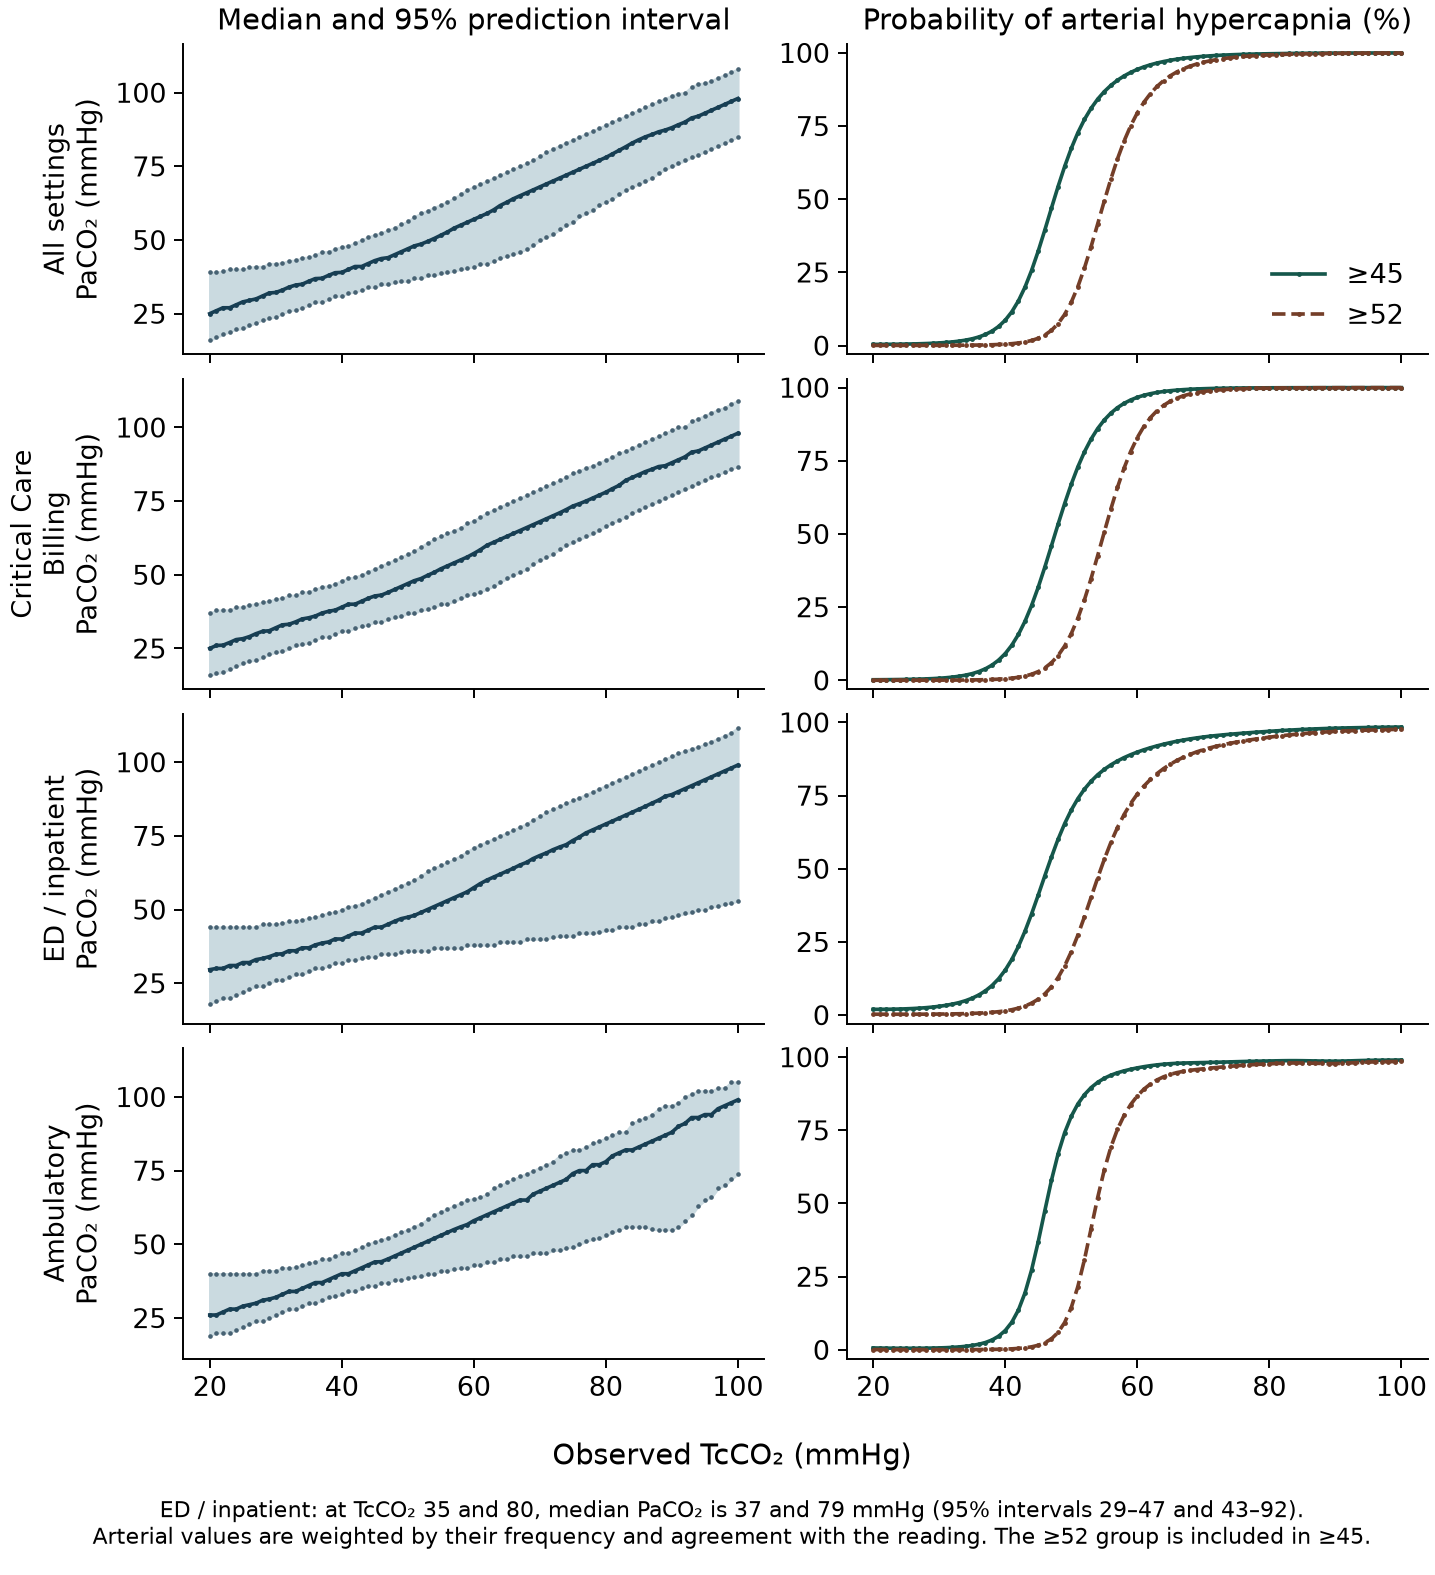 Median and 95% prediction interval
Probability of arterial hypercapnia (%)
All settings
PaCO₂ (mmHg)
100
75
50
25
100
75
50
25
0
≥45
≥52
Critical Care
Billing
PaCO₂ (mmHg)
100
75
50
25
100
75
50
25
0
ED / inpatient
PaCO₂ (mmHg)
100
75
50
25
100
75
50
25
0
Ambulatory
PaCO₂ (mmHg)
100
75
50
25
20 40 60 80 100
100
75
50
25
0
20 40 60 80 100
Observed TcCO₂ (mmHg)
ED / inpatient: at TcCO₂ 35 and 80, median PaCO₂ is 37 and 79 mmHg (95% intervals 29–47 and 43–92).
Arterial values are weighted by their frequency and agreement with the reading. The ≥52 group is included in ≥45.